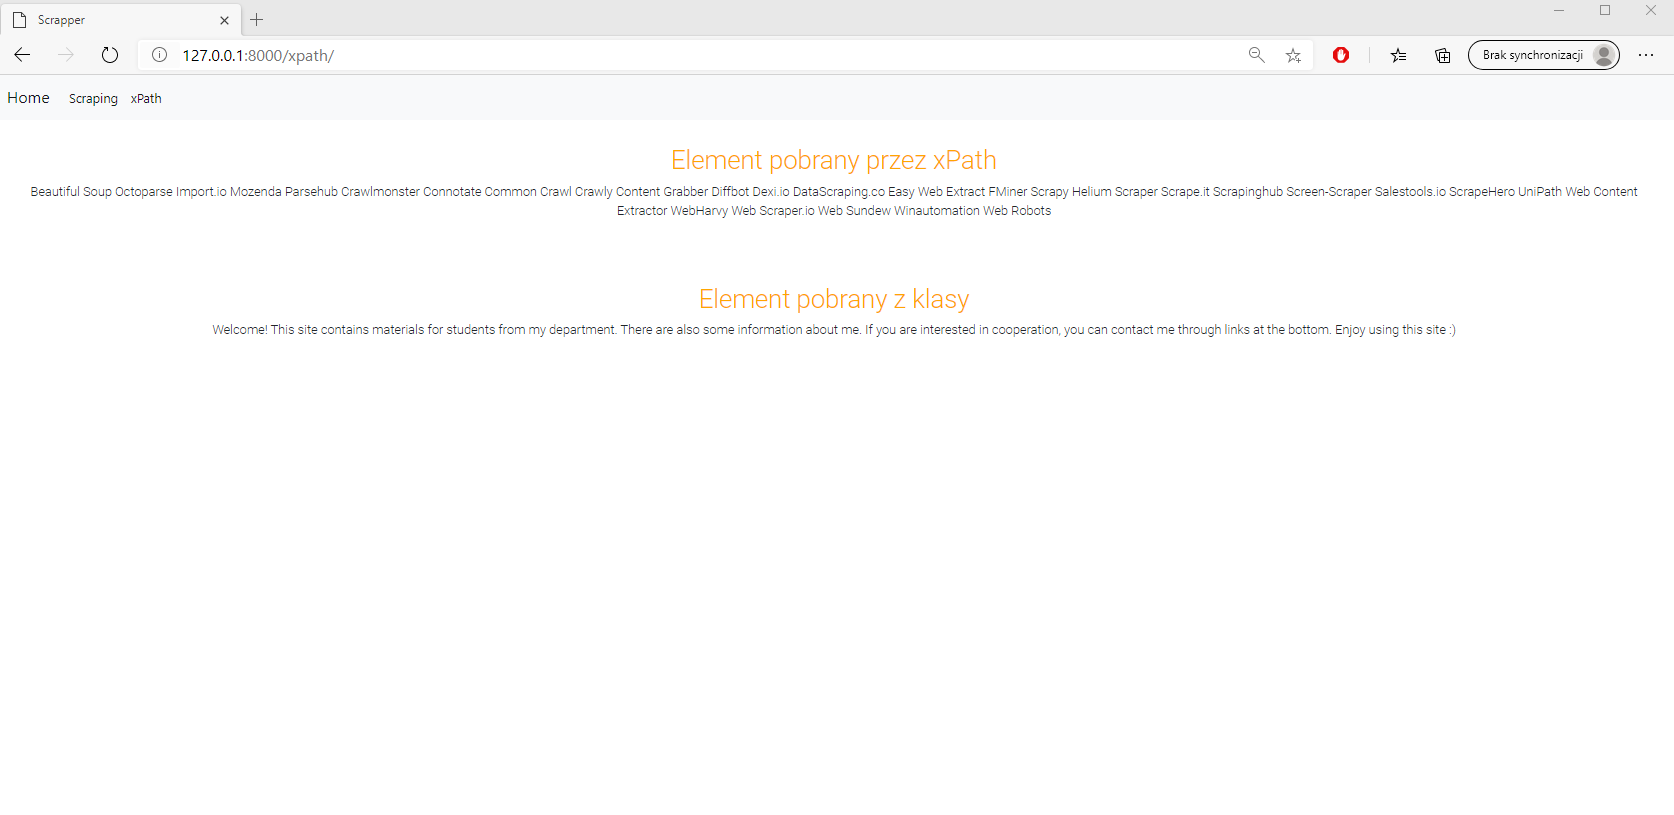 Scrapper
127.0.0.1:8000/xpath/
Brak synchronizacji
Home Scraping xPath
Element pobrany przez xPath
Beautiful Soup Octoparse Import.io Mozenda Parsehub Crawlmonster Connotate Common Crawl Crawly Content Grabber Diffbot Dexi.io DataScraping.co Easy Web Extract FMiner Scrapy Helium Scraper Scrape.it Scrapinghub Screen-Scraper Salestools.io ScrapeHero UniPath Web Content
Extractor WebHarvy Web Scraper.io Web Sundew Winautomation Web Robots
Element pobrany z klasy
Welcome! This site contains materials for students from my department. There are also some information about me. If you are interested in cooperation, you can contact me through links at the bottom. Enjoy using this site :)